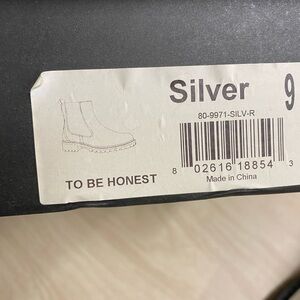 Silver 9
80-9971-SILV-R
8 02616 18854 3
Made in China
TO BE HONEST